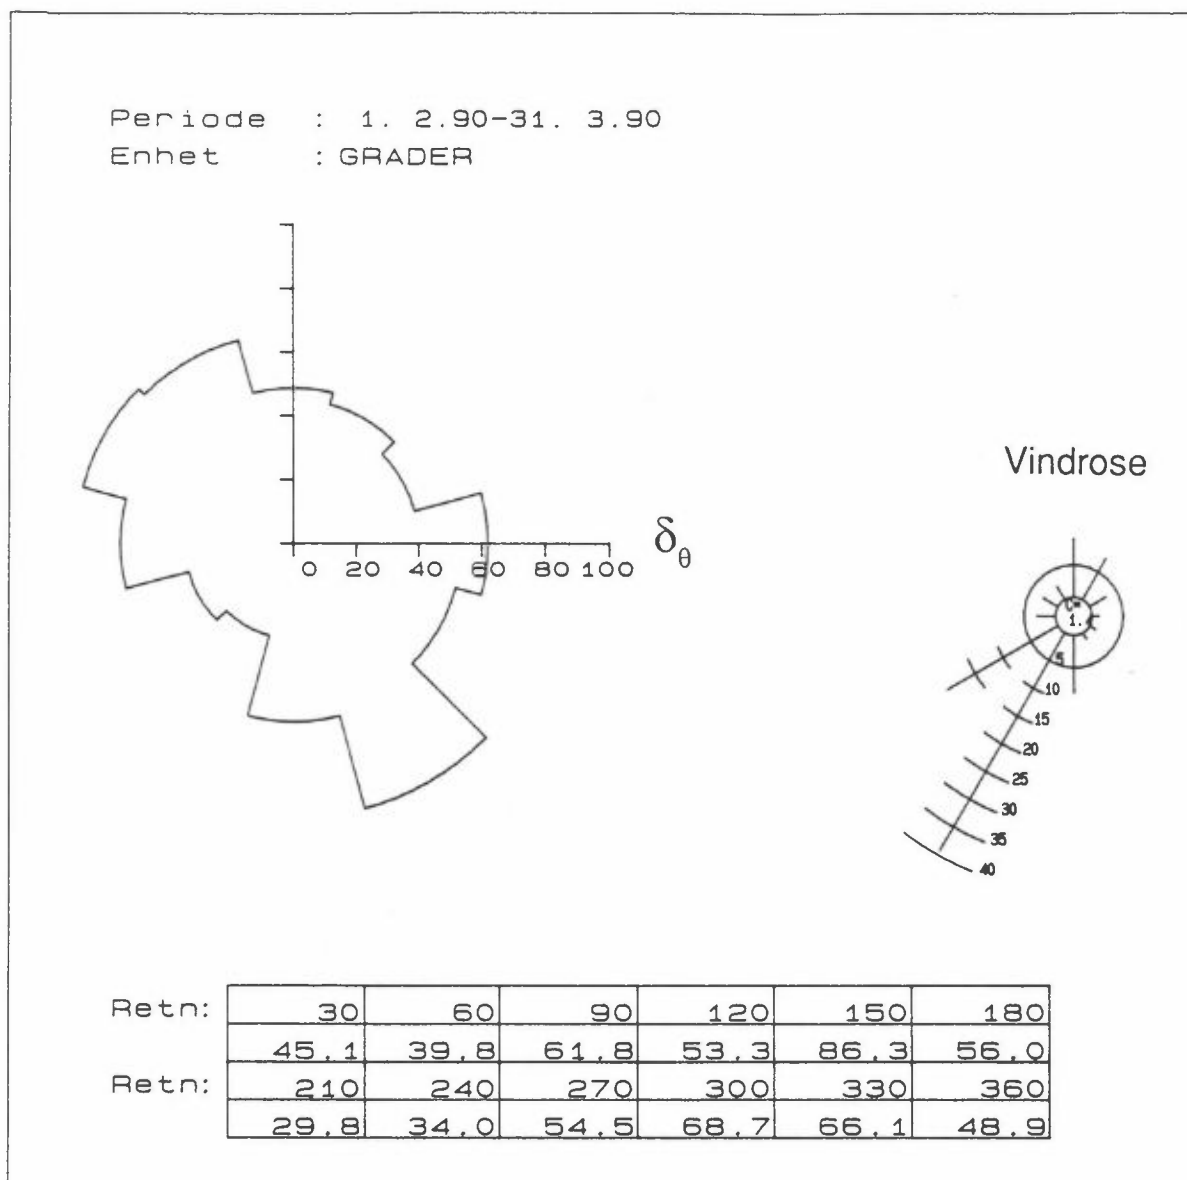 Periode : 1. 2.90-31. 3.90
Enhet : GRADER
Vindrose
δθ
0 20 40 60 80 100
1.
5
10
15
20
25
30
35
40
Retn: 30 60 90 120 150 180
45.1 39.8 61.8 53.3 86.3 56.0
Retn: 210 240 270 300 330 360
29.8 34.0 54.5 68.7 66.1 48.9